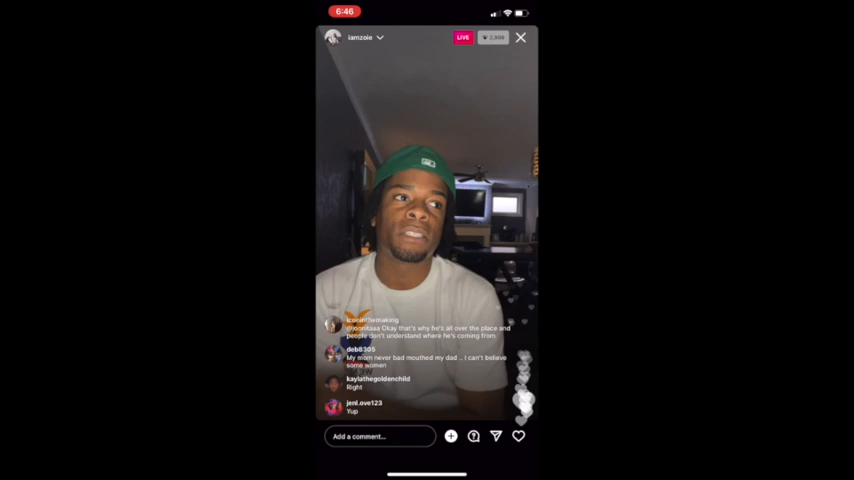 6:46
iamzoie
LIVE
iconinthemaking
@joonitaaa Okay that's why he's all over the place and
people don't understand where he's coming from.
deb8305
My mom never bad mouthed my dad .. I can't believe
some women
kaylathegoldenchild
Right
jenl.ove123
Yup
Add a comment...